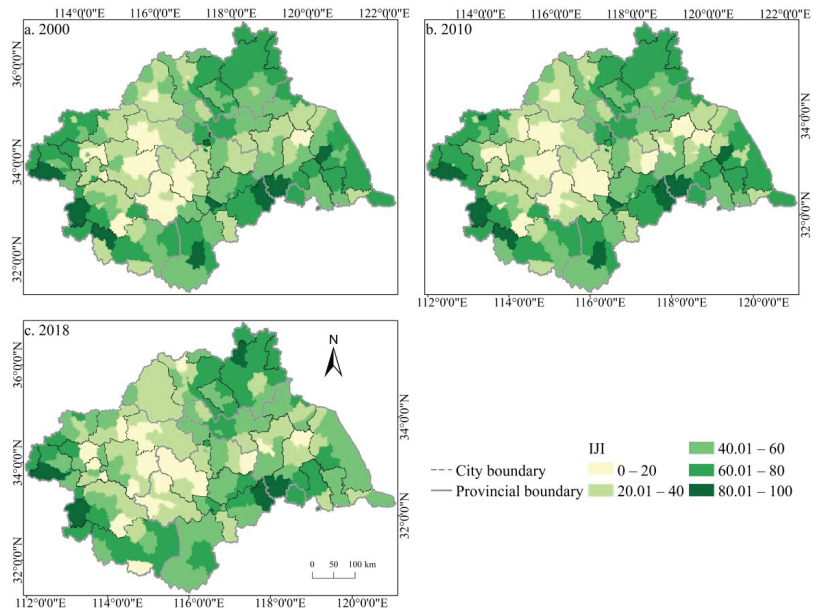 114°0'0"E 116°0'0"E 118°0'0"E 120°0'0"E 122°0'0"E
a. 2000
36°0'0"N
34°0'0"N
32°0'0"N
114°0'0"E 116°0'0"E 118°0'0"E 120°0'0"E 122°0'0"E
b. 2010
34°0'0"N
32°0'0"N
112°0'0"E 114°0'0"E 116°0'0"E 118°0'0"E 120°0'0"E
c. 2018
N
36°0'0"N
34°0'0"N
32°0'0"N
34°0'0"N
32°0'0"N
0 50 100 km
112°0'0"E 114°0'0"E 116°0'0"E 118°0'0"E 120°0'0"E
City boundary
Provincial boundary
IJI
0 – 20
20.01 – 40
40.01 – 60
60.01 – 80
80.01 – 100